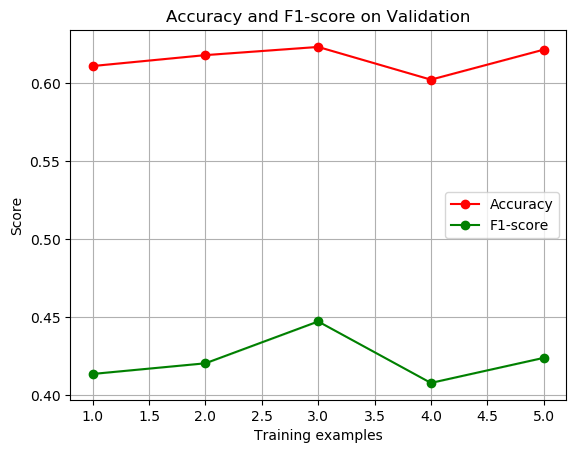 Accuracy and F1-score on Validation
Score
0.60
0.55
0.50
0.45
0.40
Accuracy
F1-score
1.0 1.5 2.0 2.5 3.0 3.5 4.0 4.5 5.0
Training examples